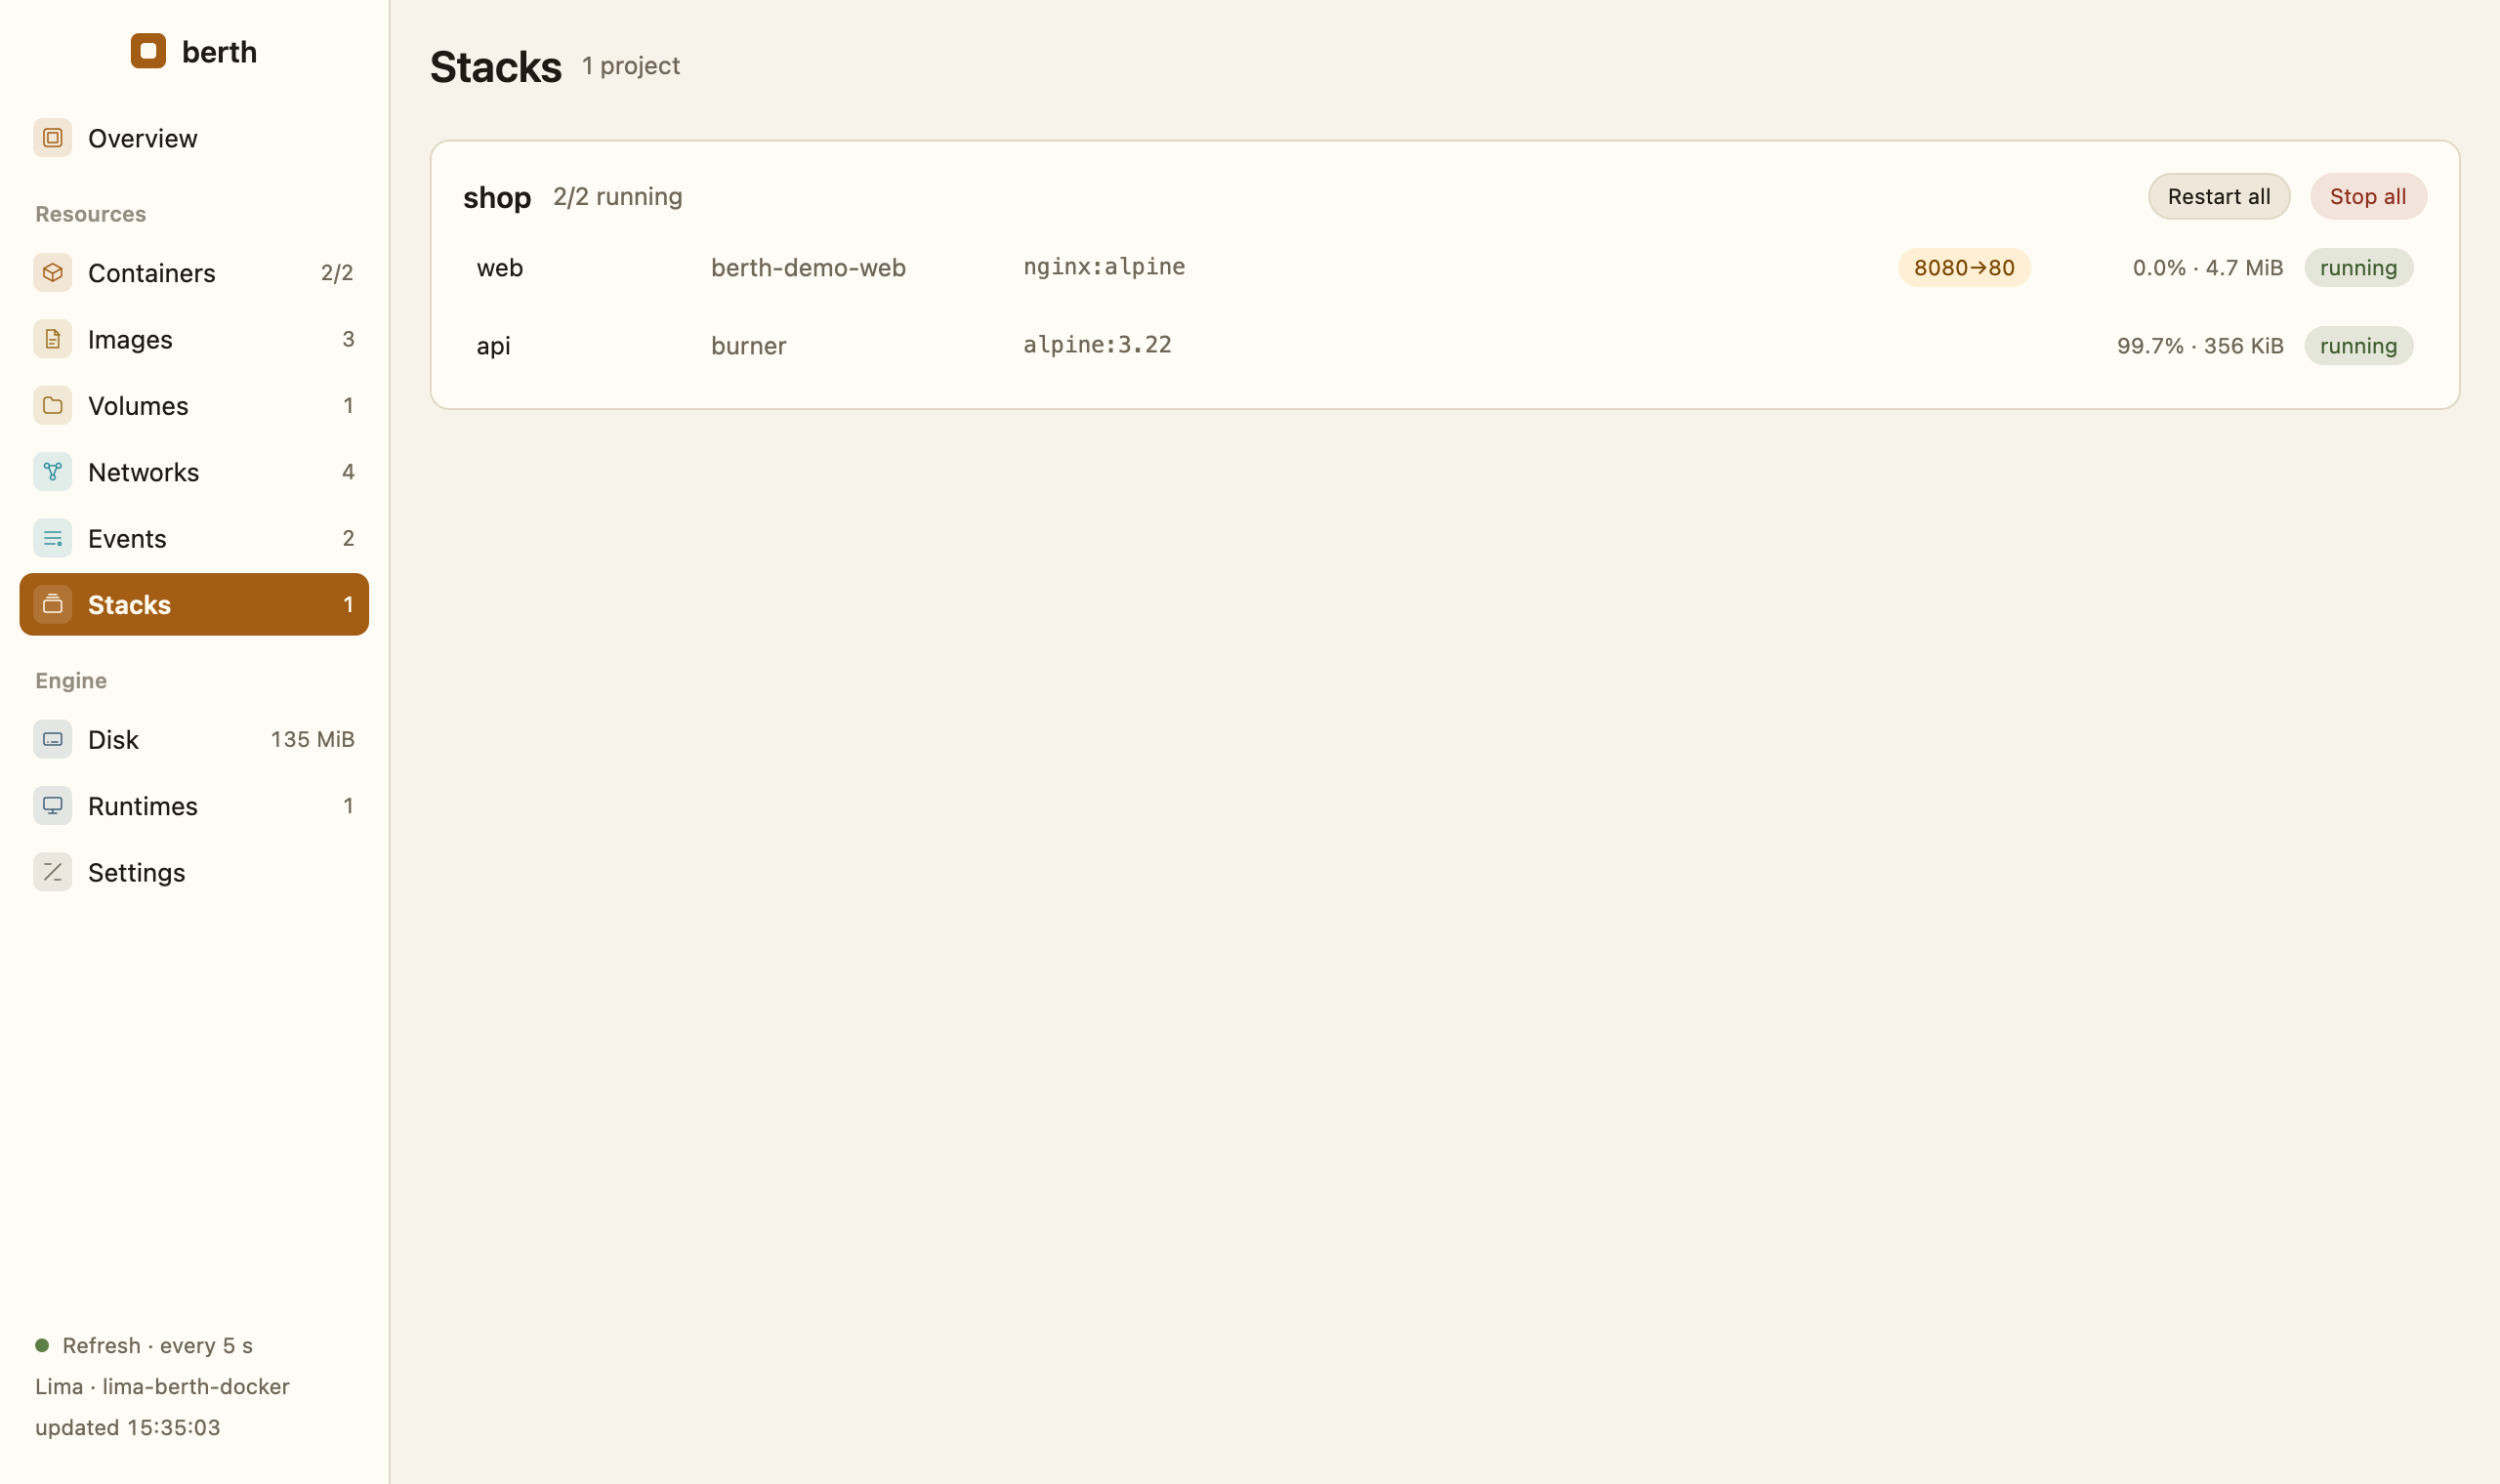 berth
Overview
Resources
Containers 2/2
Images 3
Volumes 1
Networks 4
Events 2
Stacks 1
Engine
Disk 135 MiB
Runtimes 1
Settings
Refresh · every 5 s
Lima · lima-berth-docker
updated 15:35:03
Stacks 1 project
shop 2/2 running Restart all Stop all
web berth-demo-web nginx:alpine 8080→80 0.0% · 4.7 MiB running
api burner alpine:3.22 99.7% · 356 KiB running